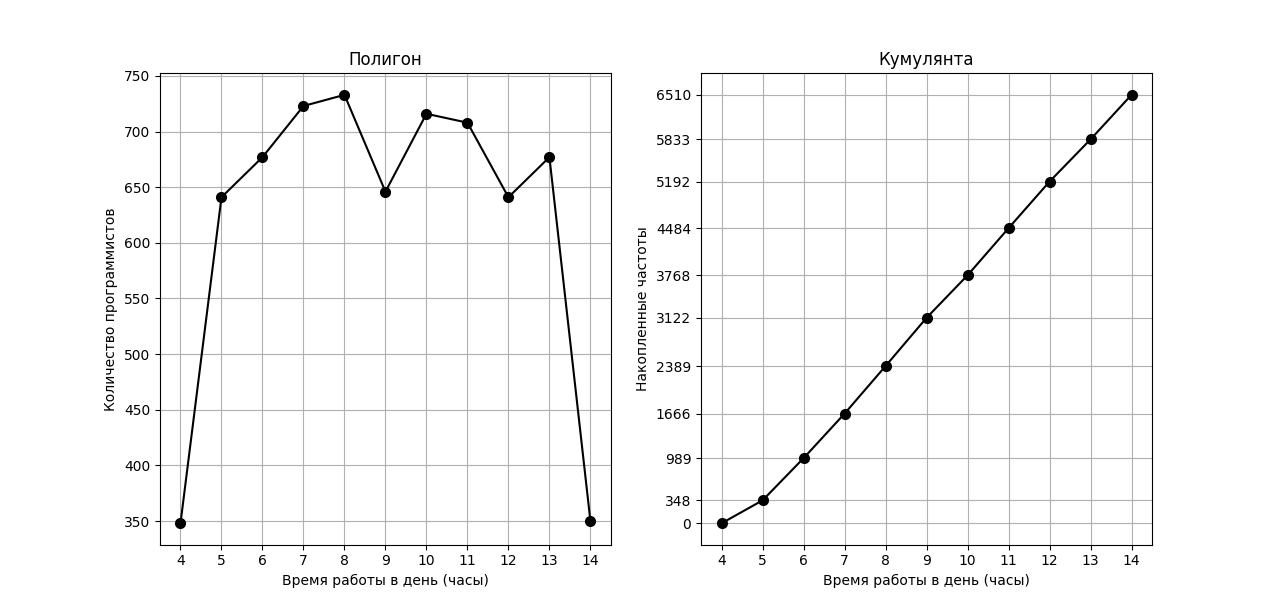 Полигон
750
700
650
600
550
500
450
400
350
Количество программистов
4 5 6 7 8 9 10 11 12 13 14
Время работы в день (часы)
Кумулянта
6510
5833
5192
4484
3768
3122
2389
1666
989
348
0
Накопленные частоты
4 5 6 7 8 9 10 11 12 13 14
Время работы в день (часы)